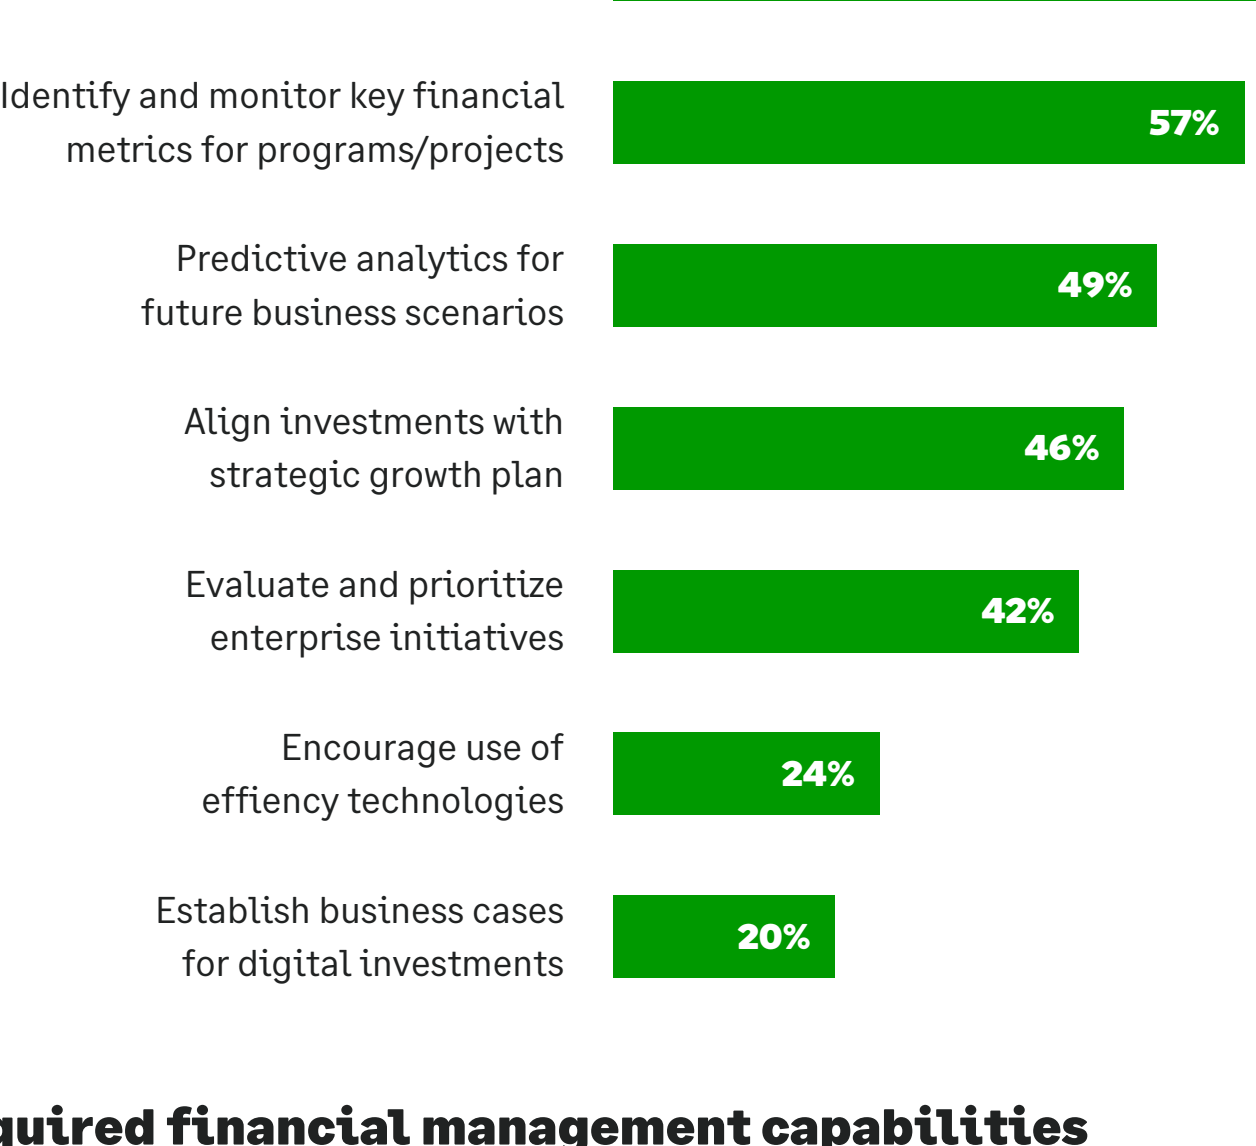 Identify and monitor key financial
metrics for programs/projects
57%
Predictive analytics for
future business scenarios
49%
Align investments with
strategic growth plan
46%
Evaluate and prioritize
enterprise initiatives
42%
Encourage use of
effiency technologies
24%
Establish business cases
for digital investments
20%
financial management capabilities